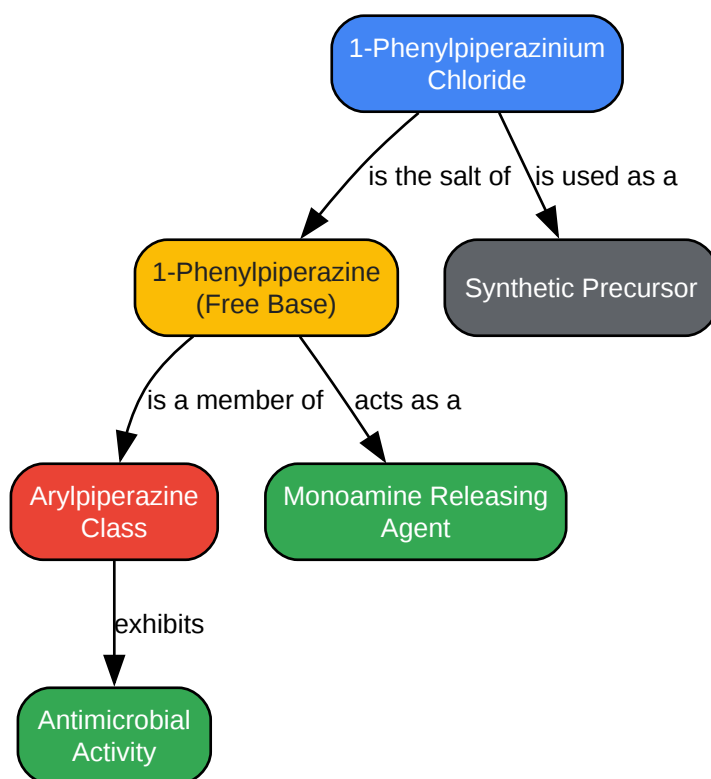 1-Phenylpiperazinium
Chloride
is the salt of
is used as a
1-Phenylpiperazine
(Free Base)
Synthetic Precursor
is a member of
acts as a
Arylpiperazine
Class
Monoamine Releasing
Agent
exhibits
Antimicrobial
Activity